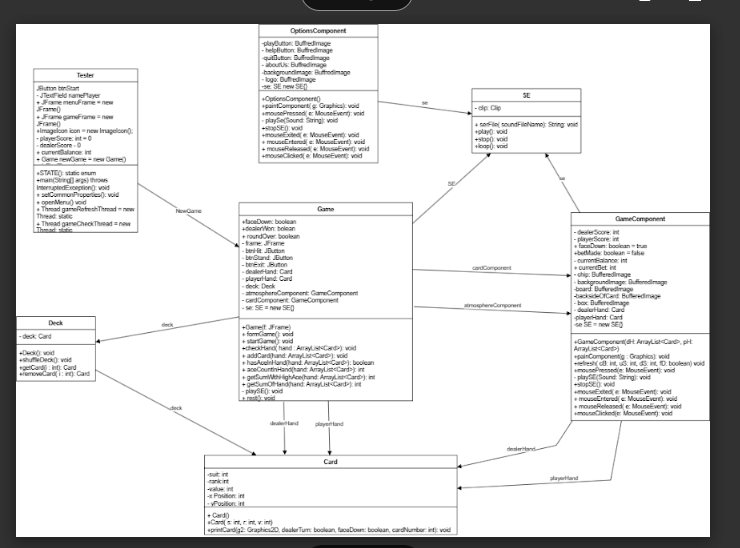 OptionsComponent
-playButton: BuffredImage
- helpButton: BuffredImage
-quitButton: BuffredImage
- aboutUs: BuffredImage
-backgroundImage: BuffredImage
- logo: BuffredImage
-se: SE new SE()
+OptionsComponent()
+paintComponent( g: Graphics): void
+mousePressed( e: MouseEvent): void
- playSe(Sound: String): void
+stopSE(): void
+mouseExited( e: MouseEvent): void
+ mouseEntered( e: MouseEvent): void
+ mouseReleased( e: MouseEvent): void
+mouseClicked( e: MouseEvent): void
Tester
JButton btnStart
- JTextField namePlayer
+ JFrame menuFrame = new
JFrame()
+ JFrame gameFrame = new
JFrame()
+ImageIcon icon = new ImageIcon();
- playerScore: int = 0
- dealerScore - 0
+ currentBalance: int
+ Game newGame = new Game()
+STATE(): static enum
+main(String[] args) throws
InterruptedException(): void
+ setCommonProperties(): void
+ openMenu() void
+ Thread gameRefreshThread = new
Thread: static
+ Thread gameCheckThread = new
Thread: static
se
SE
- clip: Clip
+ serFile( soundFileName): String: void
+play(): void
+stop(): void
+loop(): void
NewGame
SE
se
Game
+faceDown: boolean
+dealerWon: bolean
+ roundOver: boolean
- frame: JFrame
- btnHit: JButton
- btnStand: JButton
- btnExit: JButton
- dealerHand: Card
- playerHand: Card
- deck: Deck
- atmosphereComponent: GameComponent
- cardComponent: GameComponent
- se: SE = new SE()
+Game(f: JFrame)
+ formGame(): void
+ startGame(): void
+checkHand( hand : ArrayList<Card>): void
+ addCard(hand: ArrayList<Card>): void
+ hasAceInHand(hand: ArrayList<Card>): boolean
+ aceCountInHand(hand: ArrayList<Card>): int
+ getSumWithHighAce(hand: ArrayList<Card>): int
+ getSumOfHand(hand: ArrayList<Card>): int
- playSE(): void
+ rest(): void
cardComponent
atmosphereComponent
GameComponent
- dealerScore: int
- playerScore: int
+ faceDown: boolean = true
+betMade: boolean = false
- currentBalance: int
+ currentBet: int
- chip: BufferedImage
- backgroundImage: BufferedImage
-board: BufferedImage
-backsideOfCard: BufferedImage
- box: BufferedImage
- dealerHand: Card
-playerHand: Card
-se SE = new SE()
+GameComponent(dH: ArrayList<Card>, pH:
ArrayList<Card>)
+painComponent(g : Graphics): void
+refresh( cB: int, uS: int, dS: int, fD: boolean) void
+mousePressed(e: MouseEvent): void
- playSE(Sound: String): void
+stopSE(): void
+mouseExited( e: MouseEvent): void
+ mouseEntered( e: MouseEvent): void
+ mouseReleased( e: MouseEvent): void
+mouseClicked(e: MouseEvent): void
Deck
- deck: Card
+Deck(): void
+shuffleDeck(): void
+getCard(i : int): Card
+removeCard( i : int): Card
deck
deck
dealerHand
playerHand
dealerHand
playerHand
Card
-suit: int
-rank:int
-value: int
-x Position: int
- yPosition: int
+ Card()
+Card( s: int, r: int, v: int)
+printCard(g2: Graphics2D, dealerTurn: boolean, faceDown: boolean, cardNumber: int): void